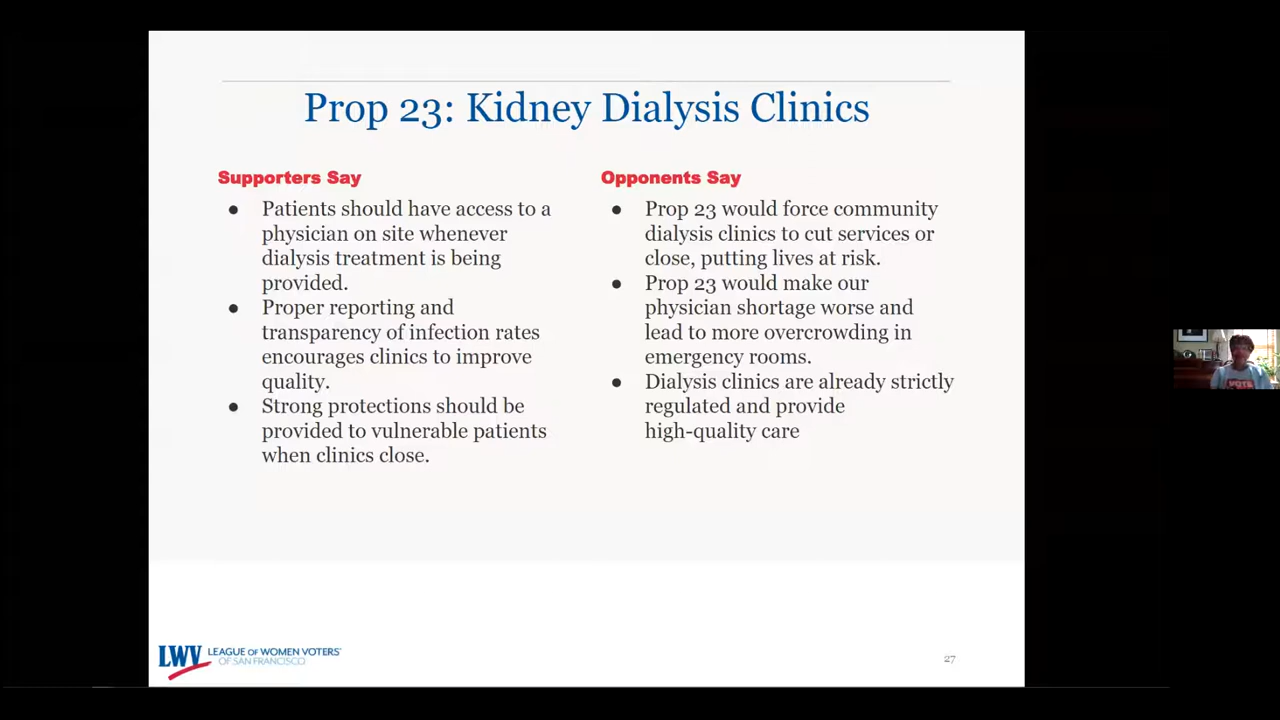 Prop 23: Kidney Dialysis Clinics
Supporters Say
● Patients should have access to a
physician on site whenever
dialysis treatment is being
provided.
● Proper reporting and
transparency of infection rates
encourages clinics to improve
quality.
● Strong protections should be
provided to vulnerable patients
when clinics close.
Opponents Say
● Prop 23 would force community
dialysis clinics to cut services or
close, putting lives at risk.
● Prop 23 would make our
physician shortage worse and
lead to more overcrowding in
emergency rooms.
● Dialysis clinics are already strictly
regulated and provide
high-quality care
LWV LEAGUE OF WOMEN VOTERS®
OF SAN FRANCISCO
27
VOTE